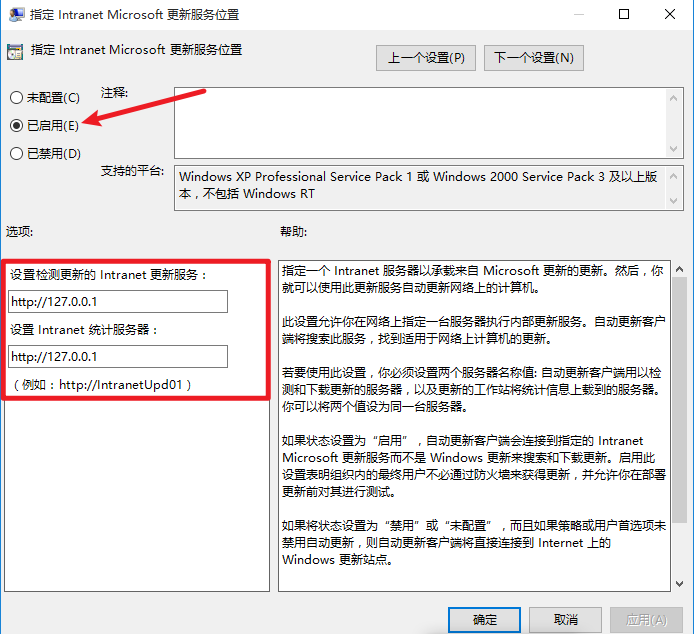 指定 Intranet Microsoft 更新服务位置
指定 Intranet Microsoft 更新服务位置
上一个设置(P)
下一个设置(N)
未配置(C)
注释:
已启用(E)
已禁用(D)
支持的平台:
Windows XP Professional Service Pack 1 或 Windows 2000 Service Pack 3 及以上版
本，不包括 Windows RT
选项:
帮助:
设置检测更新的 Intranet 更新服务：
http://127.0.0.1
设置 Intranet 统计服务器：
http://127.0.0.1
（例如：http://IntranetUpd01）
指定一个 Intranet 服务器以承载来自 Microsoft 更新的更新。然后，你
就可以使用此更新服务自动更新网络上的计算机。
此设置允许你在网络上指定一台服务器执行内部更新服务。自动更新客户
端将搜索此服务，找到适用于网络上计算机的更新。
若要使用此设置，你必须设置两个服务器名称值: 自动更新客户端用以检
测和下载更新的服务器，以及更新的工作站将统计信息上载到的服务器。
你可以将两个值设为同一台服务器。
如果状态设置为“启用”，自动更新客户端会连接到指定的 Intranet
Microsoft 更新服务而不是 Windows 更新来搜索和下载更新。启用此
设置表明组织内的最终用户不必通过防火墙来获得更新，并允许你在部署
更新前对其进行测试。
如果将状态设置为“禁用”或“未配置”，而且如果策略或用户首选项未
禁用自动更新，则自动更新客户端将直接连接到 Internet 上的
Windows 更新站点。
确定
取消
应用(A)